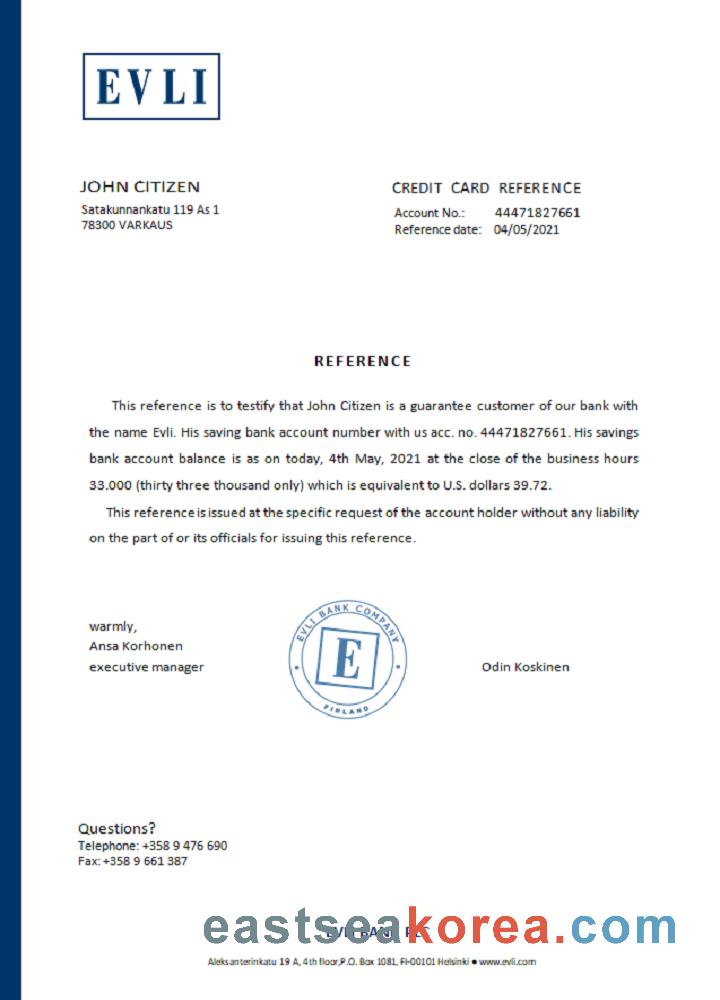 EVLI
JOHN CITIZEN
Satakunnankatu 119 As 1
78300 VARKAUS
CREDIT CARD REFERENCE
Account No.: 44471827661
Reference date: 04/05/2021
REFERENCE
This reference is to testify that John Citizen is a guarantee customer of our bank with
the name Evli. His saving bank account number with us acc. no. 44471827661. His savings
bank account balance is as on today, 4th May, 2021 at the close of the business hours
33.000 (thirty three thousand only) which is equivalent to U.S. dollars 39.72.
This reference is issued at the specific request of the account holder without any liability
on the part of or its officials for issuing this reference.
warmly,
Ansa Korhonen
executive manager
EVLI BANK COMPANY
E
FINLAND
Odin Koskinen
Questions?
Telephone: +358 9 476 690
Fax: +358 9 661 387
EVLI BANK PLC
eastseakorea.com
Aleksanterinkatu 19 A, 4th floor,P.O. Box 1081, FI-00101 Helsinki ● www.evli.com